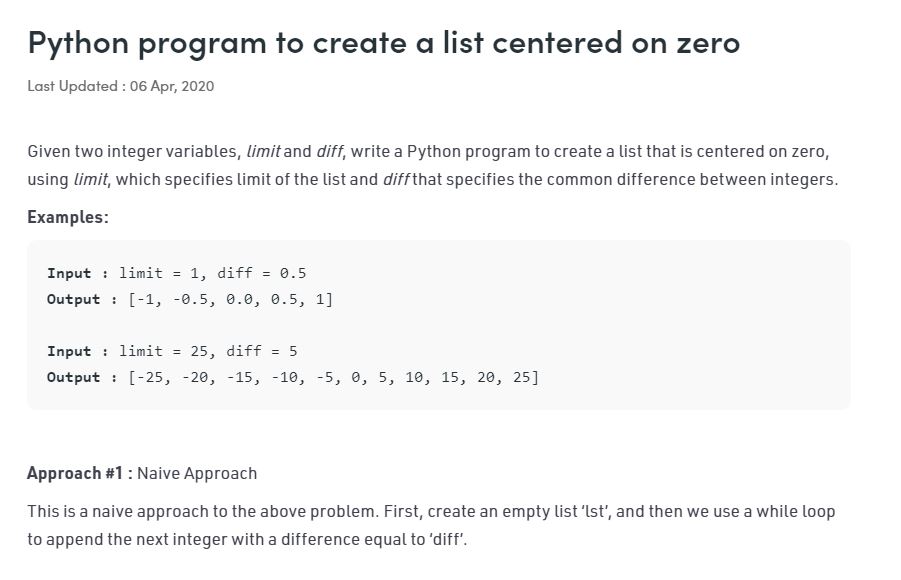 Python program to create a list centered on zero
Last Updated : 06 Apr, 2020
Given two integer variables, limit and diff, write a Python program to create a list that is centered on zero,
using limit, which specifies limit of the list and diff that specifies the common difference between integers.
Examples:
Input : limit = 1, diff = 0.5
Output : [-1, -0.5, 0.0, 0.5, 1]
Input : limit = 25, diff = 5
Output : [-25, -20, -15, -10, -5, 0, 5, 10, 15, 20, 25]
Approach #1 : Naive Approach
This is a naive approach to the above problem. First, create an empty list ‘lst’, and then we use a while loop
to append the next integer with a difference equal to ‘diff’.